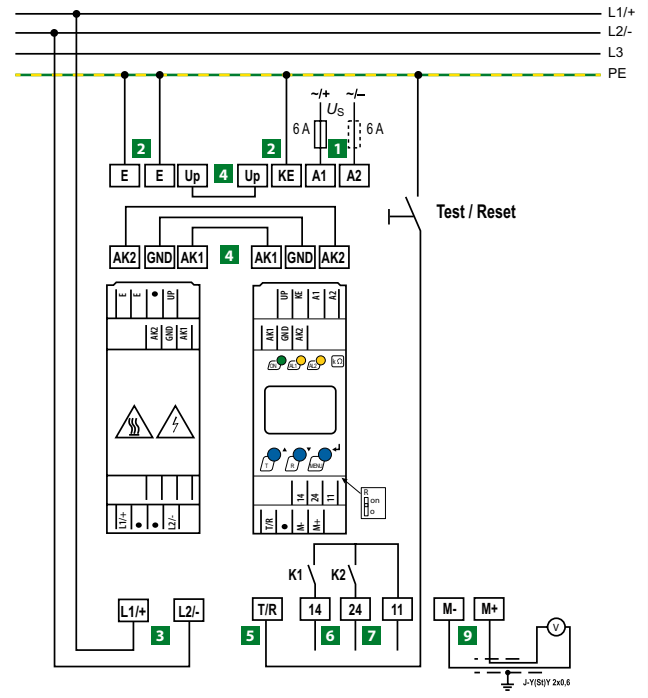 L1/+
L2/-
L3
PE
~/+ ~/–
US
6 A 6 A
2 2 1
E E Up 4 Up KE A1 A2
Test / Reset
AK2 GND AK1 4 AK1 GND AK2
E E UP
AK2 GND AK1
UP KE A1 A2
AK1 GND AK2
ON AL1 AL2 kΩ
T R MENU
R
on
o
14 24 11
L1/+ L2/-
T/R M- M+
K1 K2
L1/+ L2/- T/R 14 24 11 M- M+
3 5 6 7 9
V
J-Y(St)Y 2x0,6